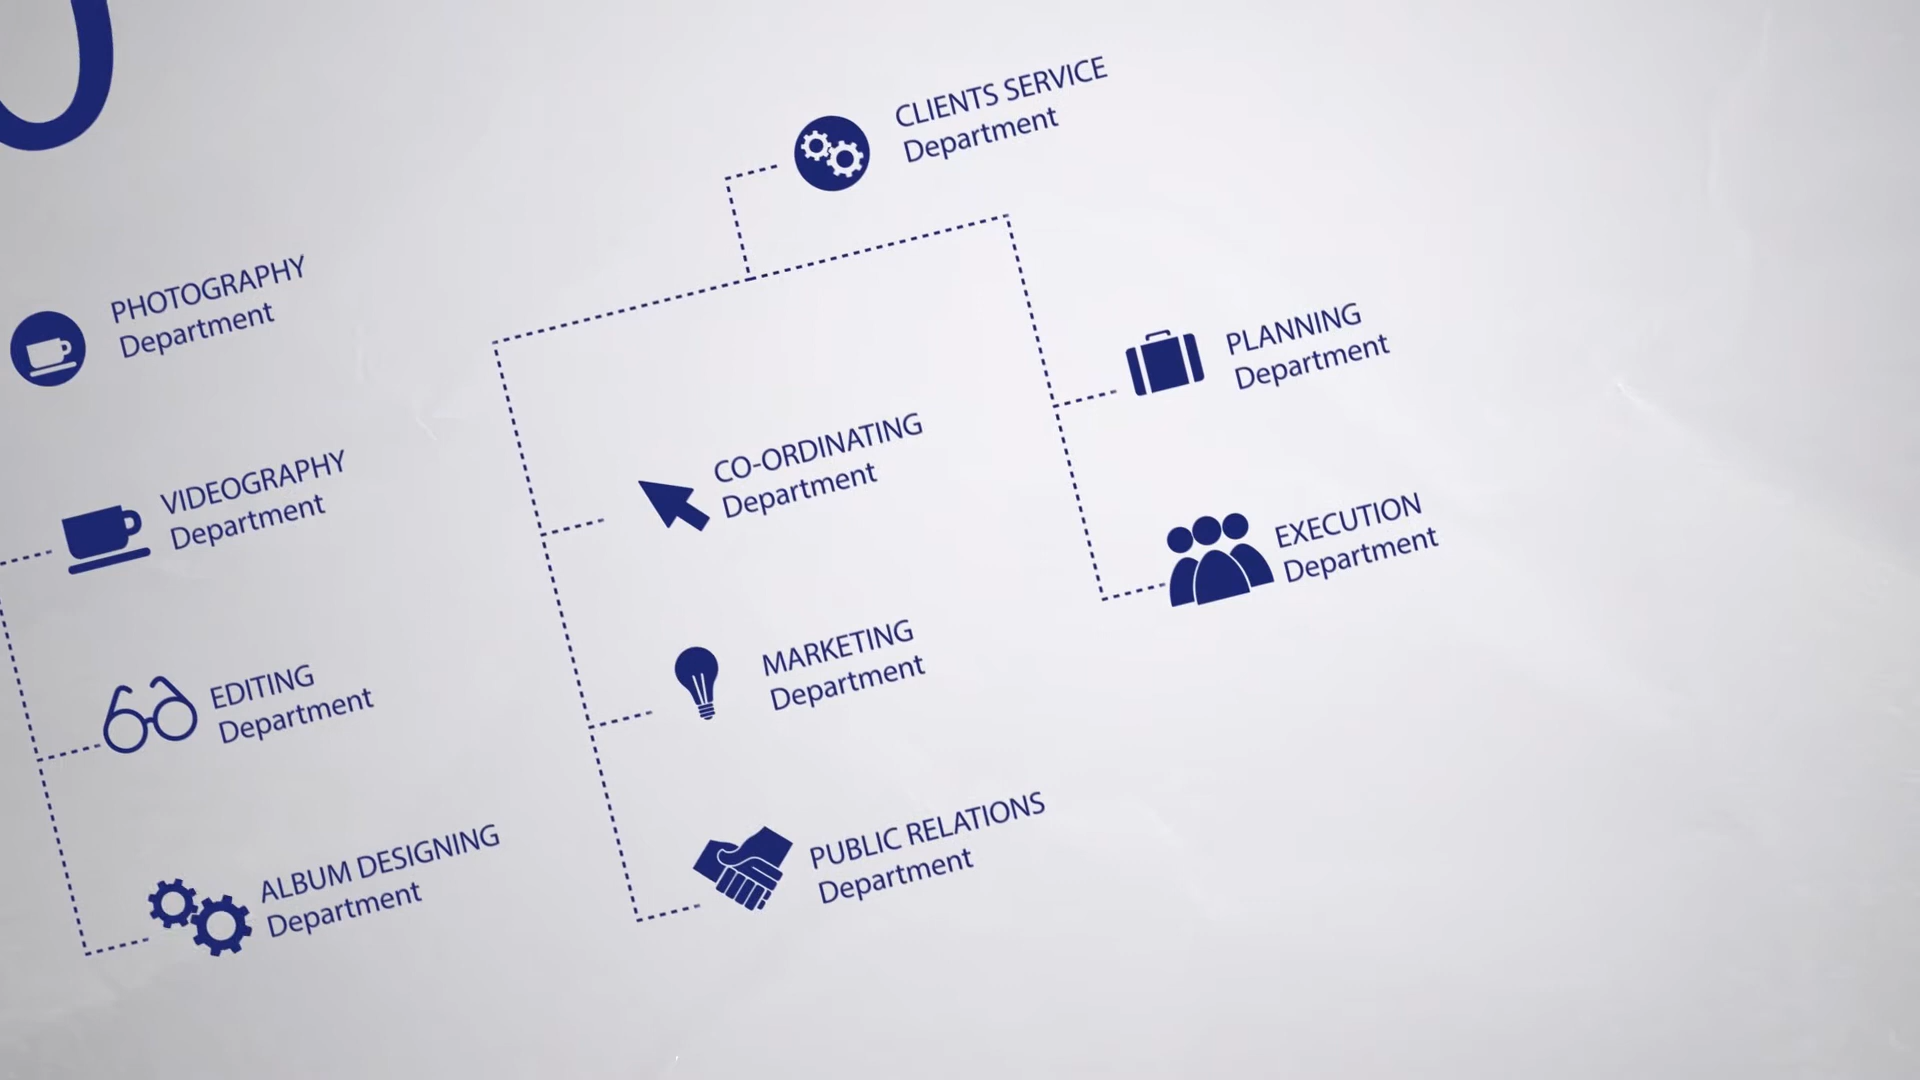 CLIENTS SERVICE
Department
PHOTOGRAPHY
Department
VIDEOGRAPHY
Department
EDITING
Department
ALBUM DESIGNING
Department
CO-ORDINATING
Department
MARKETING
Department
PUBLIC RELATIONS
Department
PLANNING
Department
EXECUTION
Department